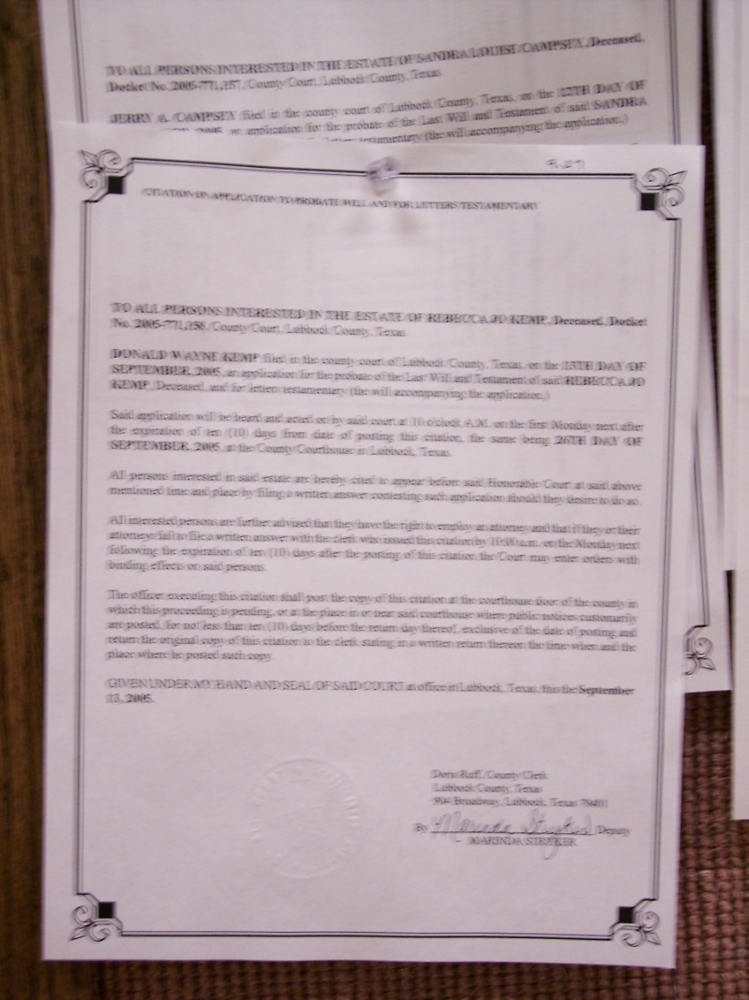 TO ALL PERSONS INTERESTED IN THE ESTATE OF SANDRA LOUISE CAMPSEY, Deceased,
Docket No. 2005-771,157, County Court, Lubbock County, Texas.
JERRY A. CAMPSEY filed in the county court of Lubbock County, Texas, on the 12TH DAY OF
2005, an application for the probate of the Last Will and Testament of said SANDRA
letters testamentary (the will accompanying the application.)
CITATION ON APPLICATION TO PROBATE WILL AND FOR LETTERS TESTAMENTARY
TO ALL PERSONS INTERESTED IN THE ESTATE OF REBECCA JO KEMP, Deceased, Docket
No. 2005-771,158, County Court, Lubbock County, Texas.
DONALD WAYNE KEMP filed in the county court of Lubbock County, Texas, on the 13TH DAY OF
SEPTEMBER, 2005, an application for the probate of the Last Will and Testament of said REBECCA JO
KEMP, Deceased, and for letters testamentary (the will accompanying the application.)
Said application will be heard and acted on by said court at 10 o'clock A.M. on the first Monday next after
the expiration of ten (10) days from date of posting this citation, the same being 26TH DAY OF
SEPTEMBER, 2005, at the County Courthouse in Lubbock, Texas.
All persons interested in said estate are hereby cited to appear before said Honorable Court at said above
mentioned time and place by filing a written answer contesting such application should they desire to do so.
All interested persons are further advised that they have the right to employ an attorney and that if they or their
attorneys fail to file a written answer with the clerk who issued this citation by 10:00 a.m. on the Monday next
following the expiration of ten (10) days after the posting of this citation the Court may enter orders with
binding effects on said persons.
The officer executing this citation shall post the copy of this citation at the courthouse door of the county in
which this proceeding is pending, or at the place in or near said courthouse where public notices customarily
are posted, for not less than ten (10) days before the return day thereof, exclusive of the date of posting and
return the original copy of this citation to the clerk stating in a written return thereon the time when and the
place where he posted such copy.
GIVEN UNDER MY HAND AND SEAL OF SAID COURT at office in Lubbock, Texas, this the September
13, 2005.
Doris Ruff, County Clerk
Lubbock County, Texas
904 Broadway, Lubbock, Texas 79401
By Marinda Stryker Deputy
MARINDA STRYKER